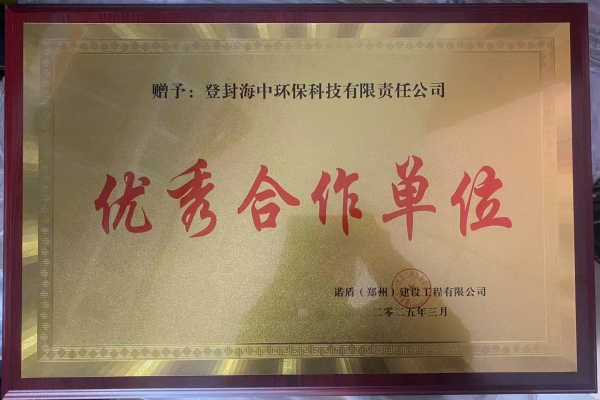 赠予：登封海中环保科技有限责任公司
优秀合作单位
诺盾（郑州）建设工程有限公司
二零二五年三月